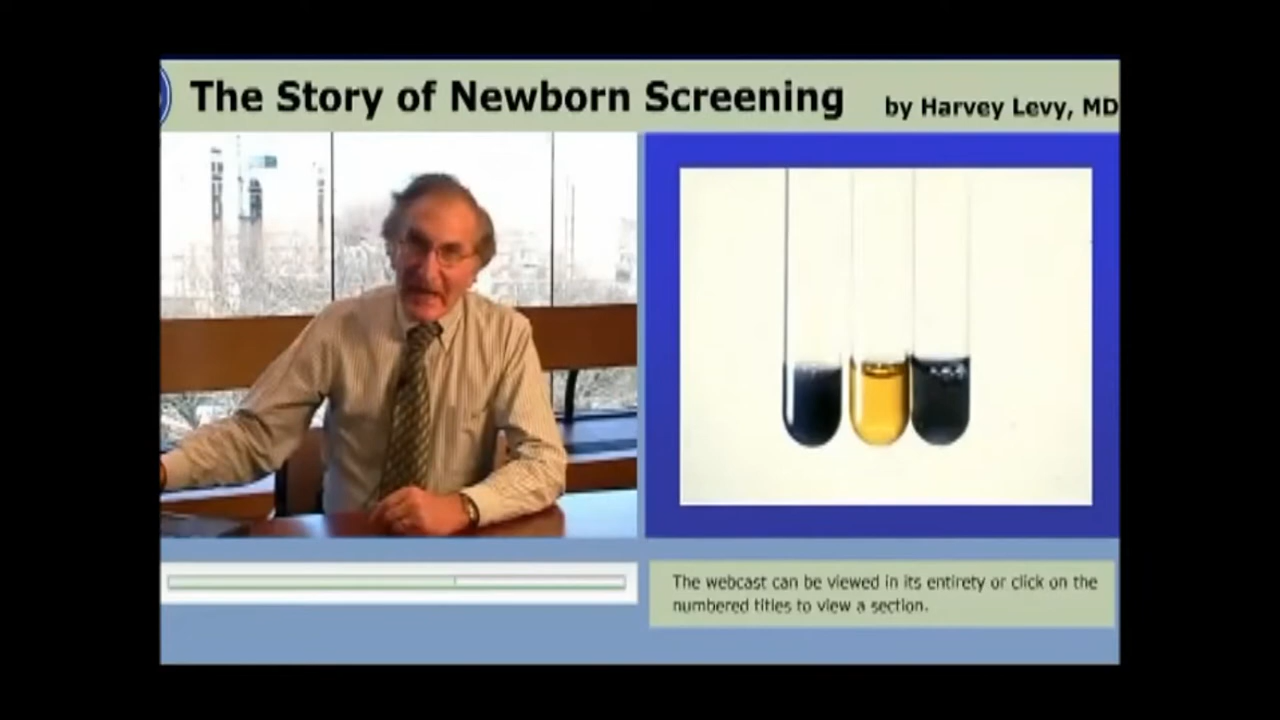 The Story of Newborn Screening
by Harvey Levy, MD
The webcast can be viewed in its entirety or click on the
numbered titles to view a section.